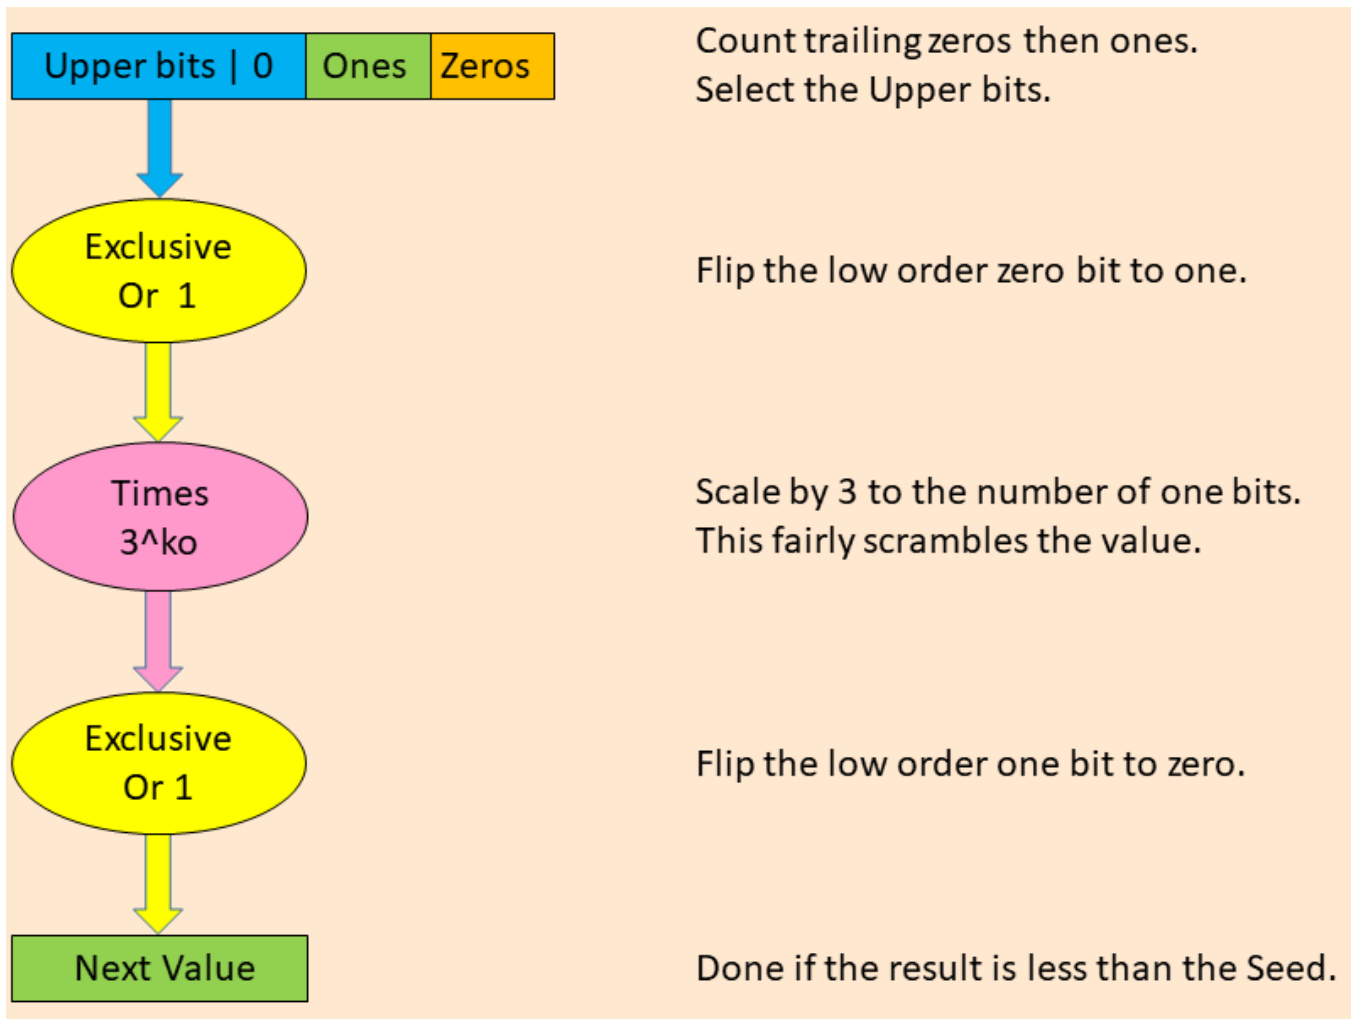 Upper bits | 0 Ones Zeros
Count trailing zeros then ones.
Select the Upper bits.
Exclusive
Or 1
Flip the low order zero bit to one.
Times
3^ko
Scale by 3 to the number of one bits.
This fairly scrambles the value.
Exclusive
Or 1
Flip the low order one bit to zero.
Next Value
Done if the result is less than the Seed.